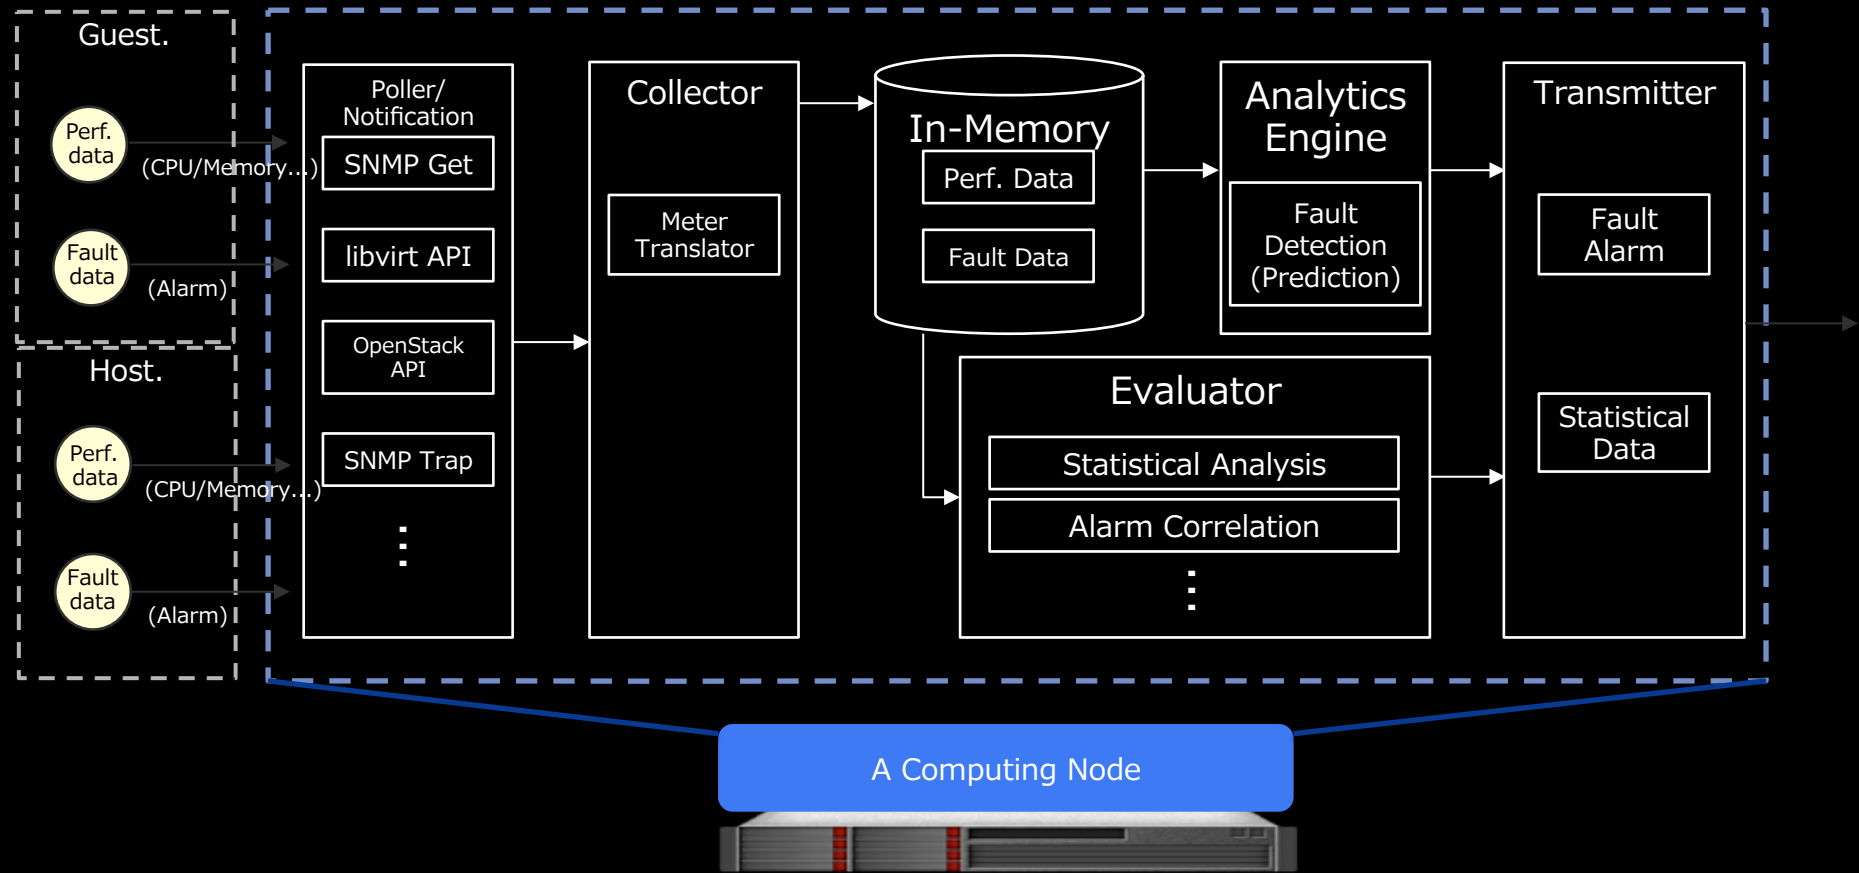 Guest.
Perf.
data
(CPU/Memory...)
Fault
data
(Alarm)
Host.
Perf.
data
(CPU/Memory...)
Fault
data
(Alarm)
Poller/
Notification
SNMP Get
libvirt API
OpenStack
API
SNMP Trap
⋮
Collector
Meter
Translator
In-Memory
Perf. Data
Fault Data
Analytics
Engine
Fault
Detection
(Prediction)
Evaluator
Statistical Analysis
Alarm Correlation
⋮
Transmitter
Fault
Alarm
Statistical
Data
A Computing Node